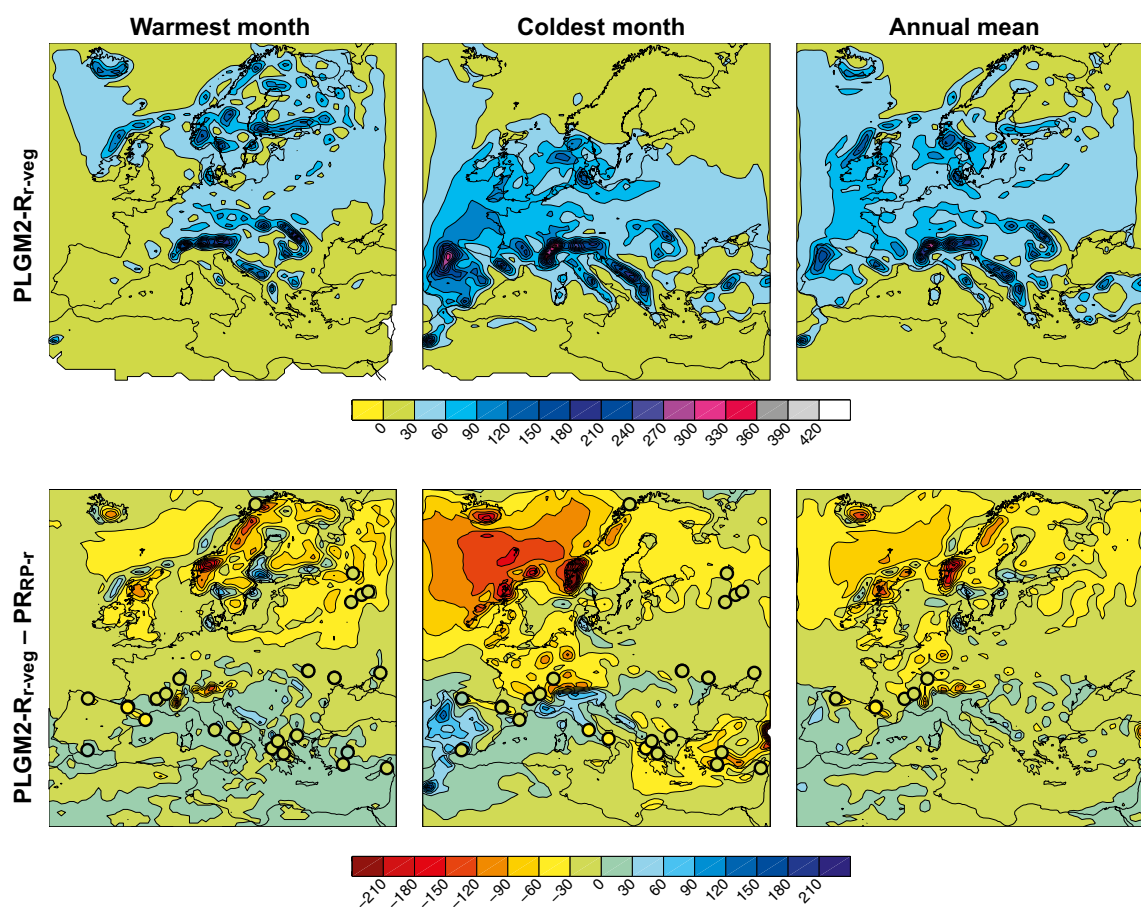 Warmest month
Coldest month
Annual mean
PLGM2-Rr-veg
0 30 60 90 120 150 180 210 240 270 300 330 360 390 420
PLGM2-Rr-veg – PRRP-r
−210 −180 −150 −120 −90 −60 −30 0 30 60 90 120 150 180 210